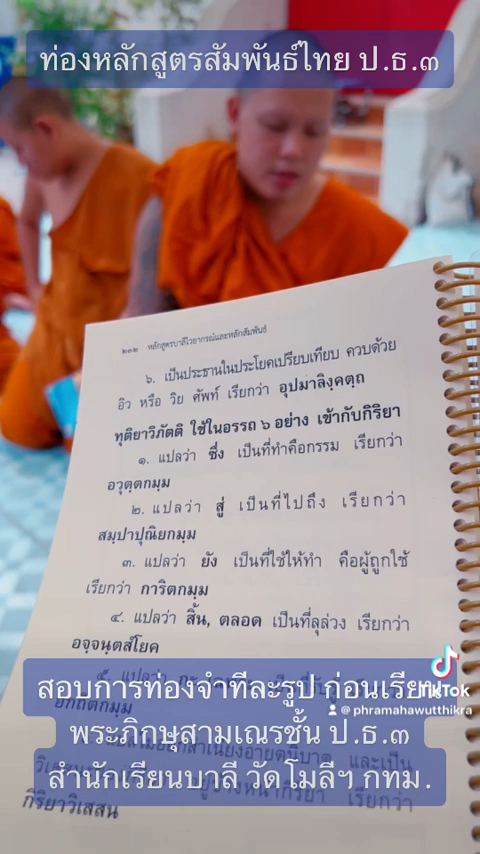 ท่องหลักสูตรสัมพันธ์ไทย ป.ธ.๓
๒๓๒ หลักสูตรบาลีไวยากรณ์และหลักสัมพันธ์
๖. เป็นประธานในประโยคเปรียบเทียบ ควบด้วย
อิว หรือ วิย ศัพท์ เรียกว่า อุปมาลิงฺคตฺถ
ทุติยาวิภัตติ ใช้ในอรรถ ๖ อย่าง เข้ากับกิริยา
๑. แปลว่า ซึ่ง เป็นที่ทำคือกรรม เรียกว่า
อวุตฺตกมฺม
๒. แปลว่า สู่ เป็นที่ไปถึง เรียกว่า
สมฺปาปุณิยกมฺม
๓. แปลว่า ยัง เป็นที่ใช้ให้ทำ คือผู้ถูกใช้
เรียกว่า การิตกมฺม
๔. แปลว่า สิ้น, ตลอด เป็นที่ลุล่วง เรียกว่า
อจฺจนฺตสํโยค
สอบการท่องจำทีละรูป ก่อนเรียน
TikTok
@ phramahawutthikra
พระภิกษุสามเณรชั้น ป.ธ.๓
สำนักเรียนบาลี วัดโมลีฯ กทม.
กิริยาวิเสสน
เรียกว่า